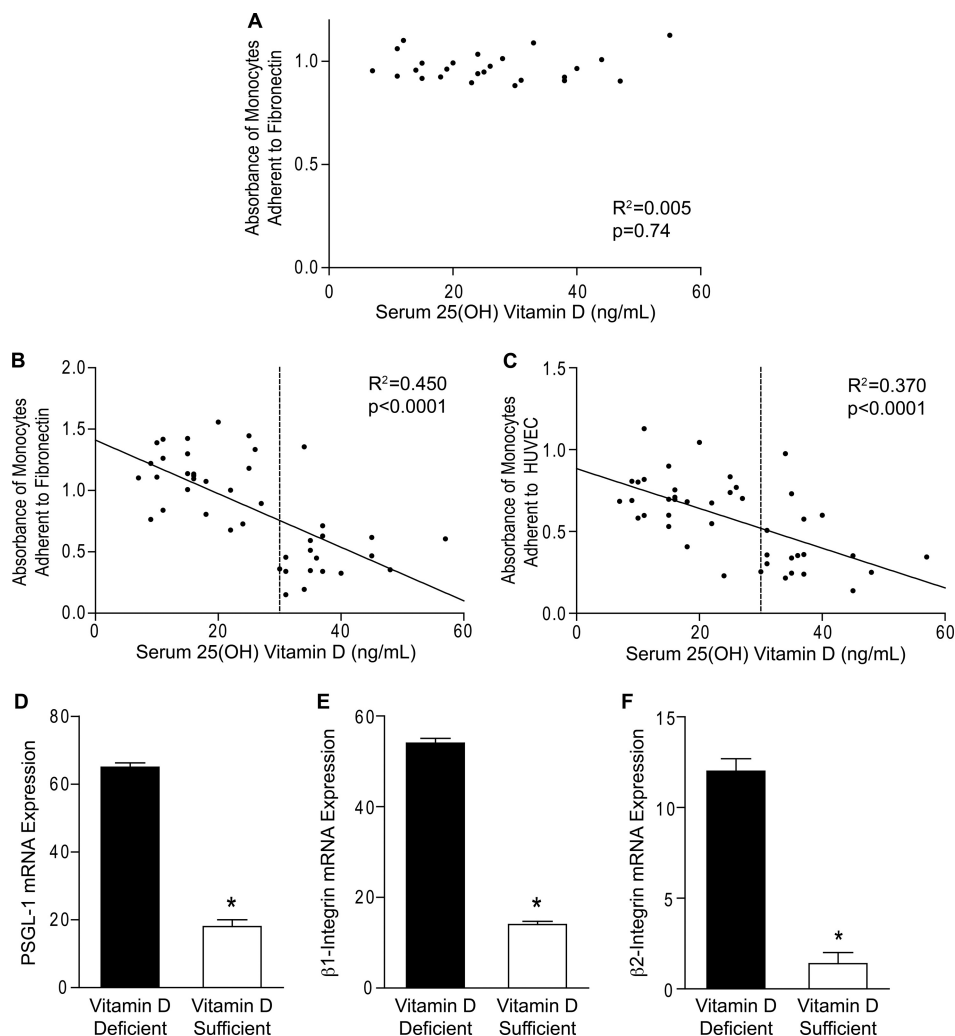 A
Absorbance of Monocytes
Adherent to Fibronectin
1.0
0.5
0.0
0 20 40 60
R²=0.005
p=0.74
Serum 25(OH) Vitamin D (ng/mL)
B
Absorbance of Monocytes
Adherent to Fibronectin
2.0
1.5
1.0
0.5
0.0
0 20 40 60
R²=0.450
p<0.0001
Serum 25(OH) Vitamin D (ng/mL)
C
Absorbance of Monocytes
Adherent to HUVEC
1.5
1.0
0.5
0.0
0 20 40 60
R²=0.370
p<0.0001
Serum 25(OH) Vitamin D (ng/mL)
D
PSGL-1 mRNA Expression
80
60
40
20
0
*
Vitamin D Vitamin D
Deficient Sufficient
E
β1-Integrin mRNA Expression
60
40
20
0
*
Vitamin D Vitamin D
Deficient Sufficient
F
β2-Integrin mRNA Expression
15
13
5
0
*
Vitamin D Vitamin D
Deficient Sufficient